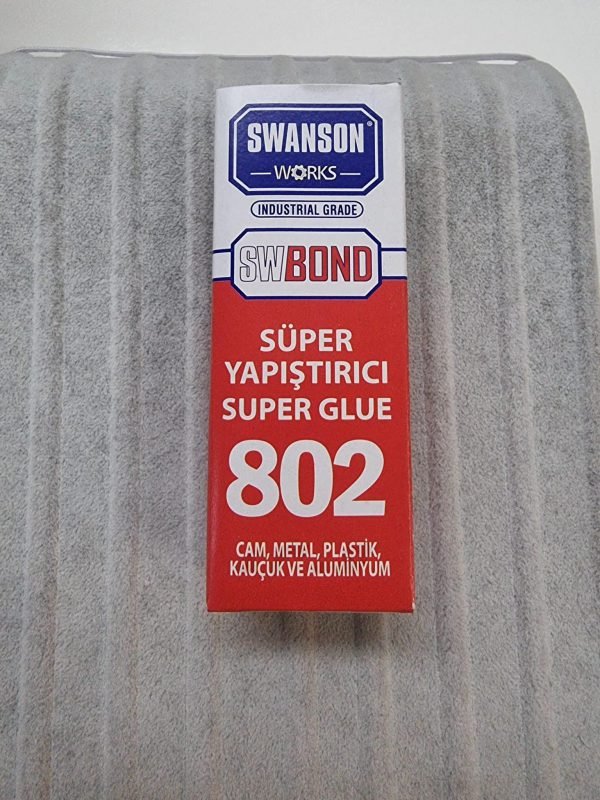 SWANSON®
WORKS
INDUSTRIAL GRADE
SWBOND
SÜPER
YAPIŞTIRICI
SUPER GLUE
802
CAM, METAL, PLASTİK,
KAUÇUK VE ALUMİNYUM